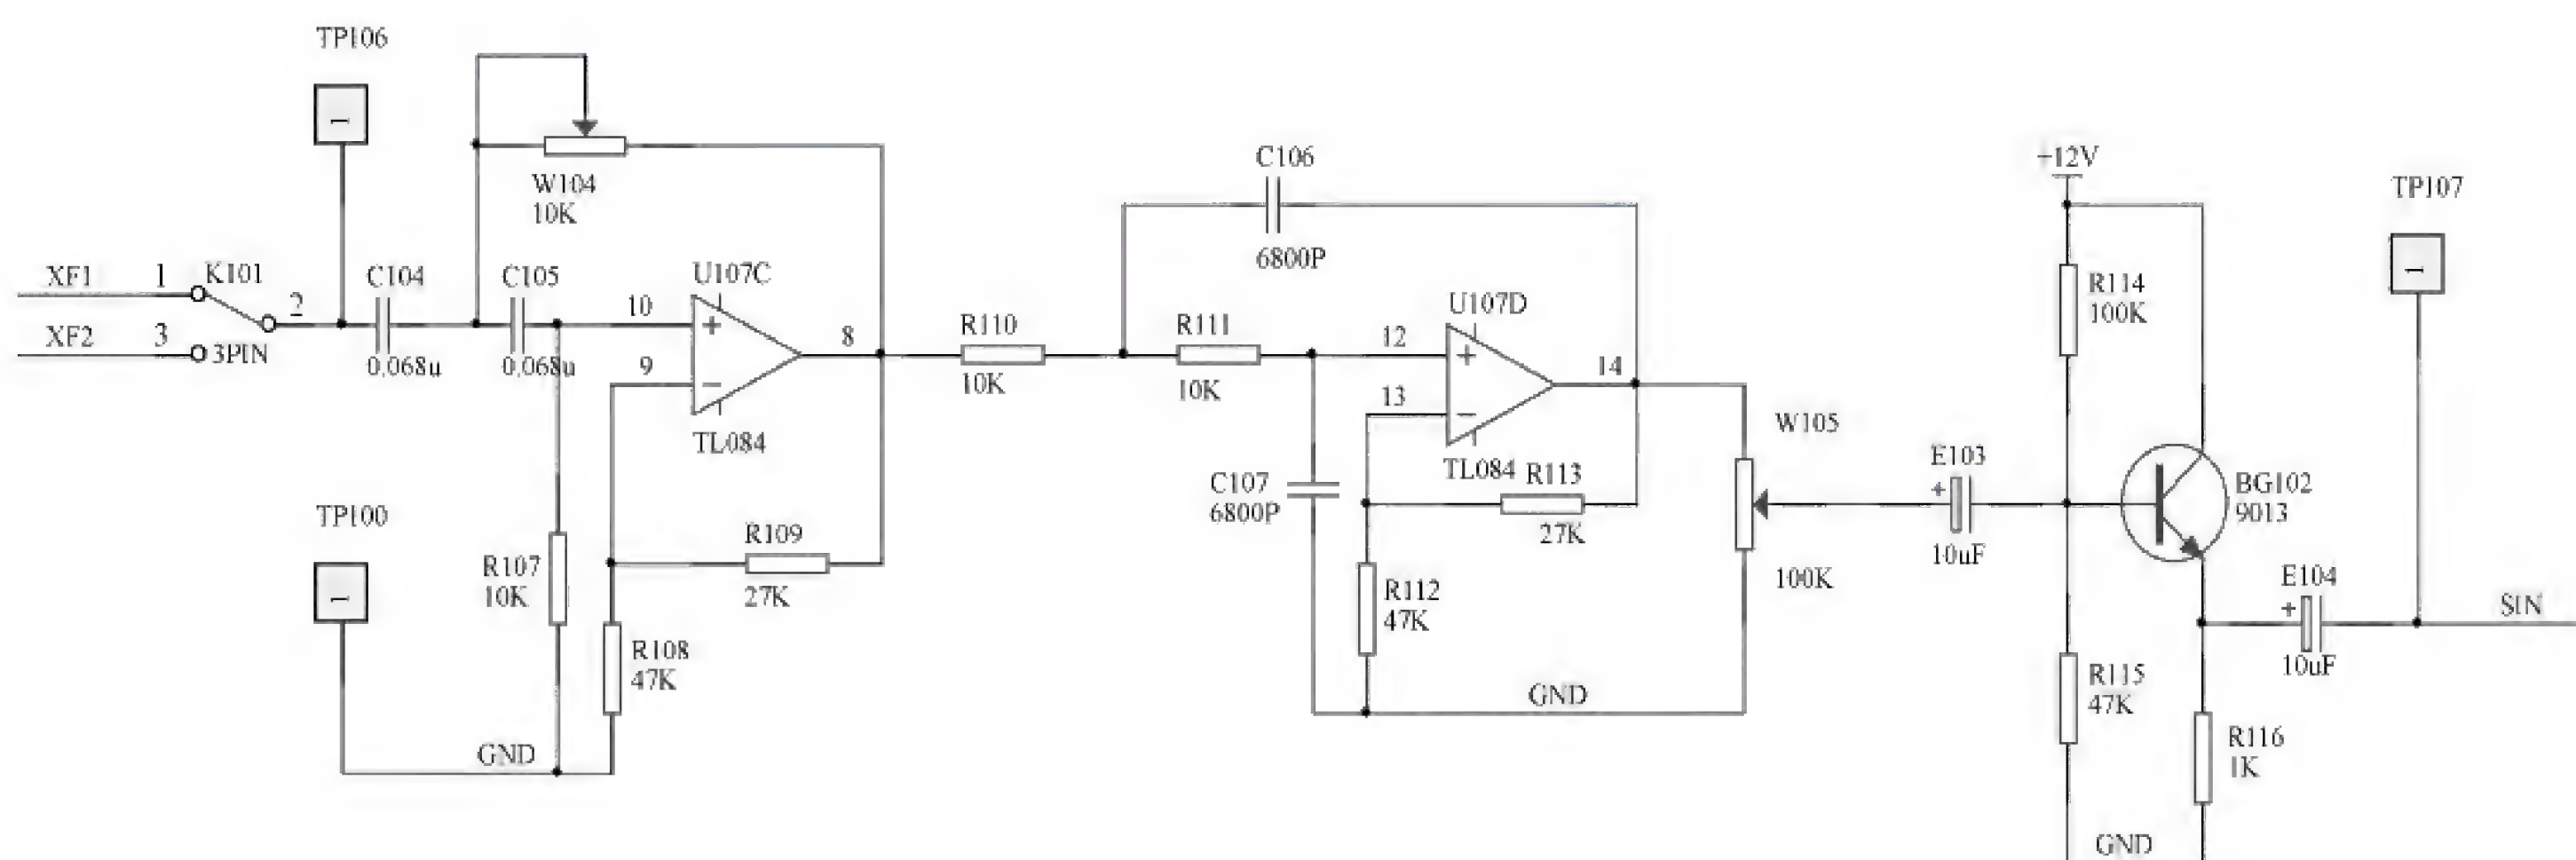 TP106
1
W104
10K
XF1
1
K101
2
XF2
3
3PIN
C104
0.068u
C105
0.068u
U107C
10
9
8
TL084
TP100
1
R107
10K
R109
27K
R108
47K
GND
R110
10K
C106
6800P
R111
10K
U107D
12
13
14
TL084
R113
27K
C107
6800P
R112
47K
GND
W105
100K
E103
+
10uF
+12V
R114
100K
BG102
9013
R115
47K
GND
R116
1K
TP107
1
E104
+
10uF
SIN